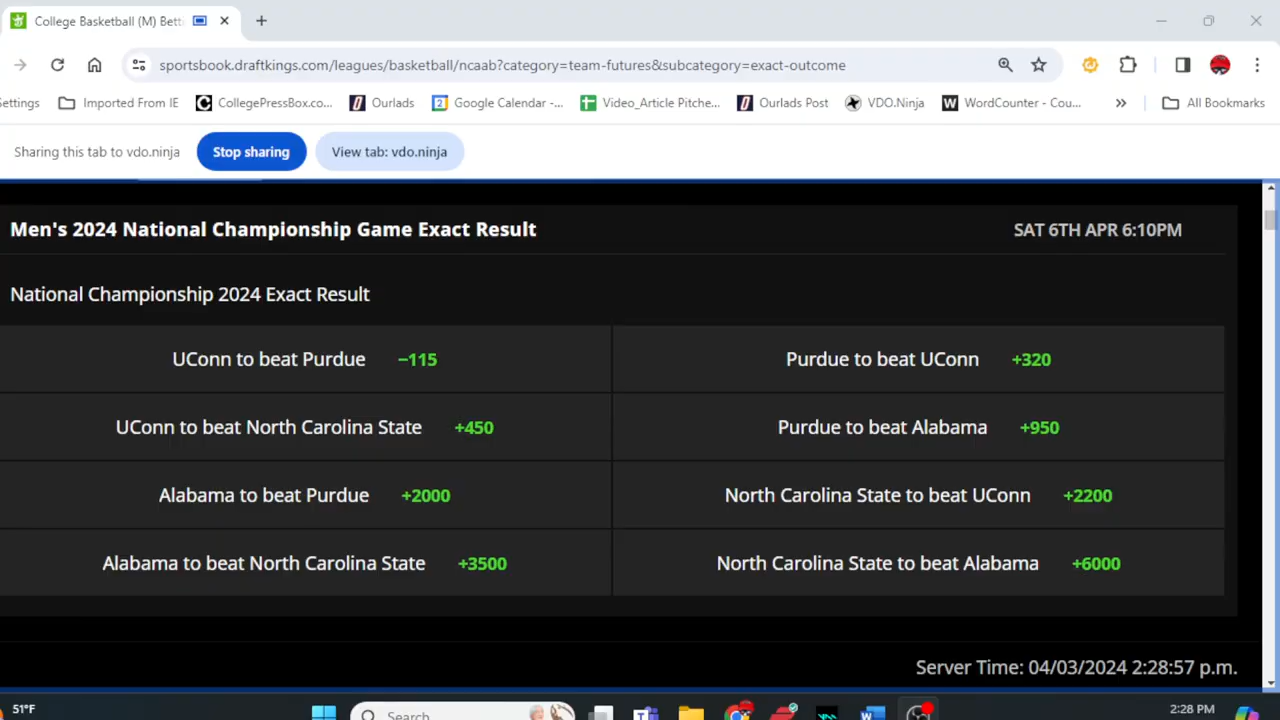 College Basketball (M) Betti
sportsbook.draftkings.com/leagues/basketball/ncaab?category=team-futures&subcategory=exact-outcome
ettings Imported From IE CollegePressBox.co... Ourlads Google Calendar -... Video_Article Pitche... Ourlads Post VDO.Ninja WordCounter - Cou... » All Bookmarks
Sharing this tab to vdo.ninja Stop sharing View tab: vdo.ninja
Men's 2024 National Championship Game Exact Result SAT 6TH APR 6:10PM
National Championship 2024 Exact Result
UConn to beat Purdue −115 Purdue to beat UConn +320
UConn to beat North Carolina State +450 Purdue to beat Alabama +950
Alabama to beat Purdue +2000 North Carolina State to beat UConn +2200
Alabama to beat North Carolina State +3500 North Carolina State to beat Alabama +6000
Server Time: 04/03/2024 2:28:57 p.m.
51°F Search 2:28 PM